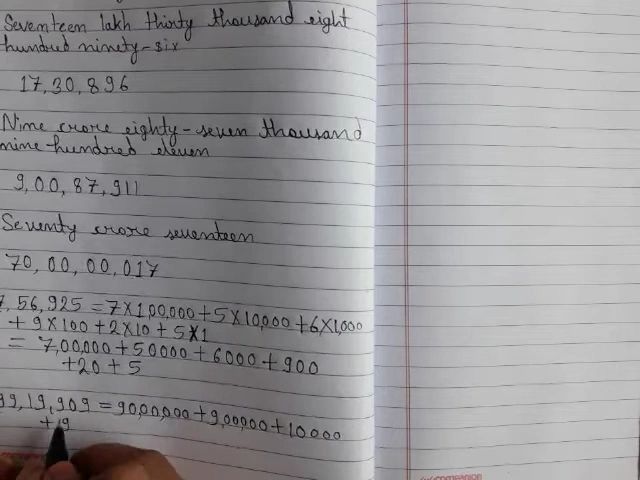 Seventeen lakh thirty thousand eight
hundred ninety-six
17,30,896
Nine crore eighty-seven thousand
nine hundred eleven
9,00,87,911
Seventy crore seventeen
70,00,00,017
7,56,925 = 7×1,00,000 + 5×10,000 + 6×1,000
+ 9×100 + 2×10 + 5×1
= 7,00,000 + 50000 + 6000 + 900
+20 + 5
99,19,909 = 90,00,000 + 9,00,000 + 10000
+ 9